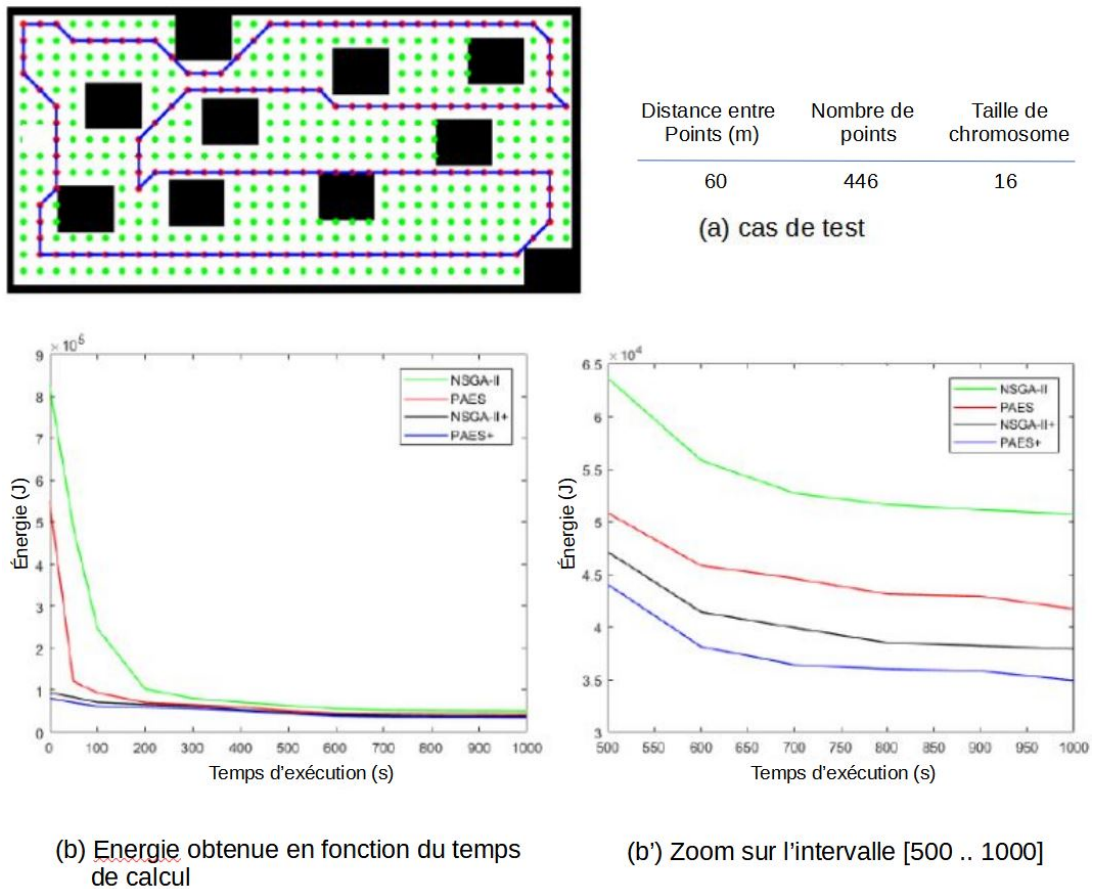 Distance entre Points (m)
Nombre de points
Taille de chromosome
60
446
16
(a) cas de test
×10⁵
9
8
7
6
5
4
3
2
1
0
Énergie (J)
NSGA-II
PAES
NSGA-II+
PAES+
0 100 200 300 400 500 600 700 800 900 1000
Temps d'exécution (s)
×10⁴
6.5
6
5.5
5
4.5
4
3.5
3
Énergie (J)
NSGA-II
PAES
NSGA-II+
PAES+
500 550 600 650 700 750 800 850 900 950 1000
Temps d'exécution (s)
(b) Energie obtenue en fonction du temps
de calcul
(b') Zoom sur l'intervalle [500 .. 1000]